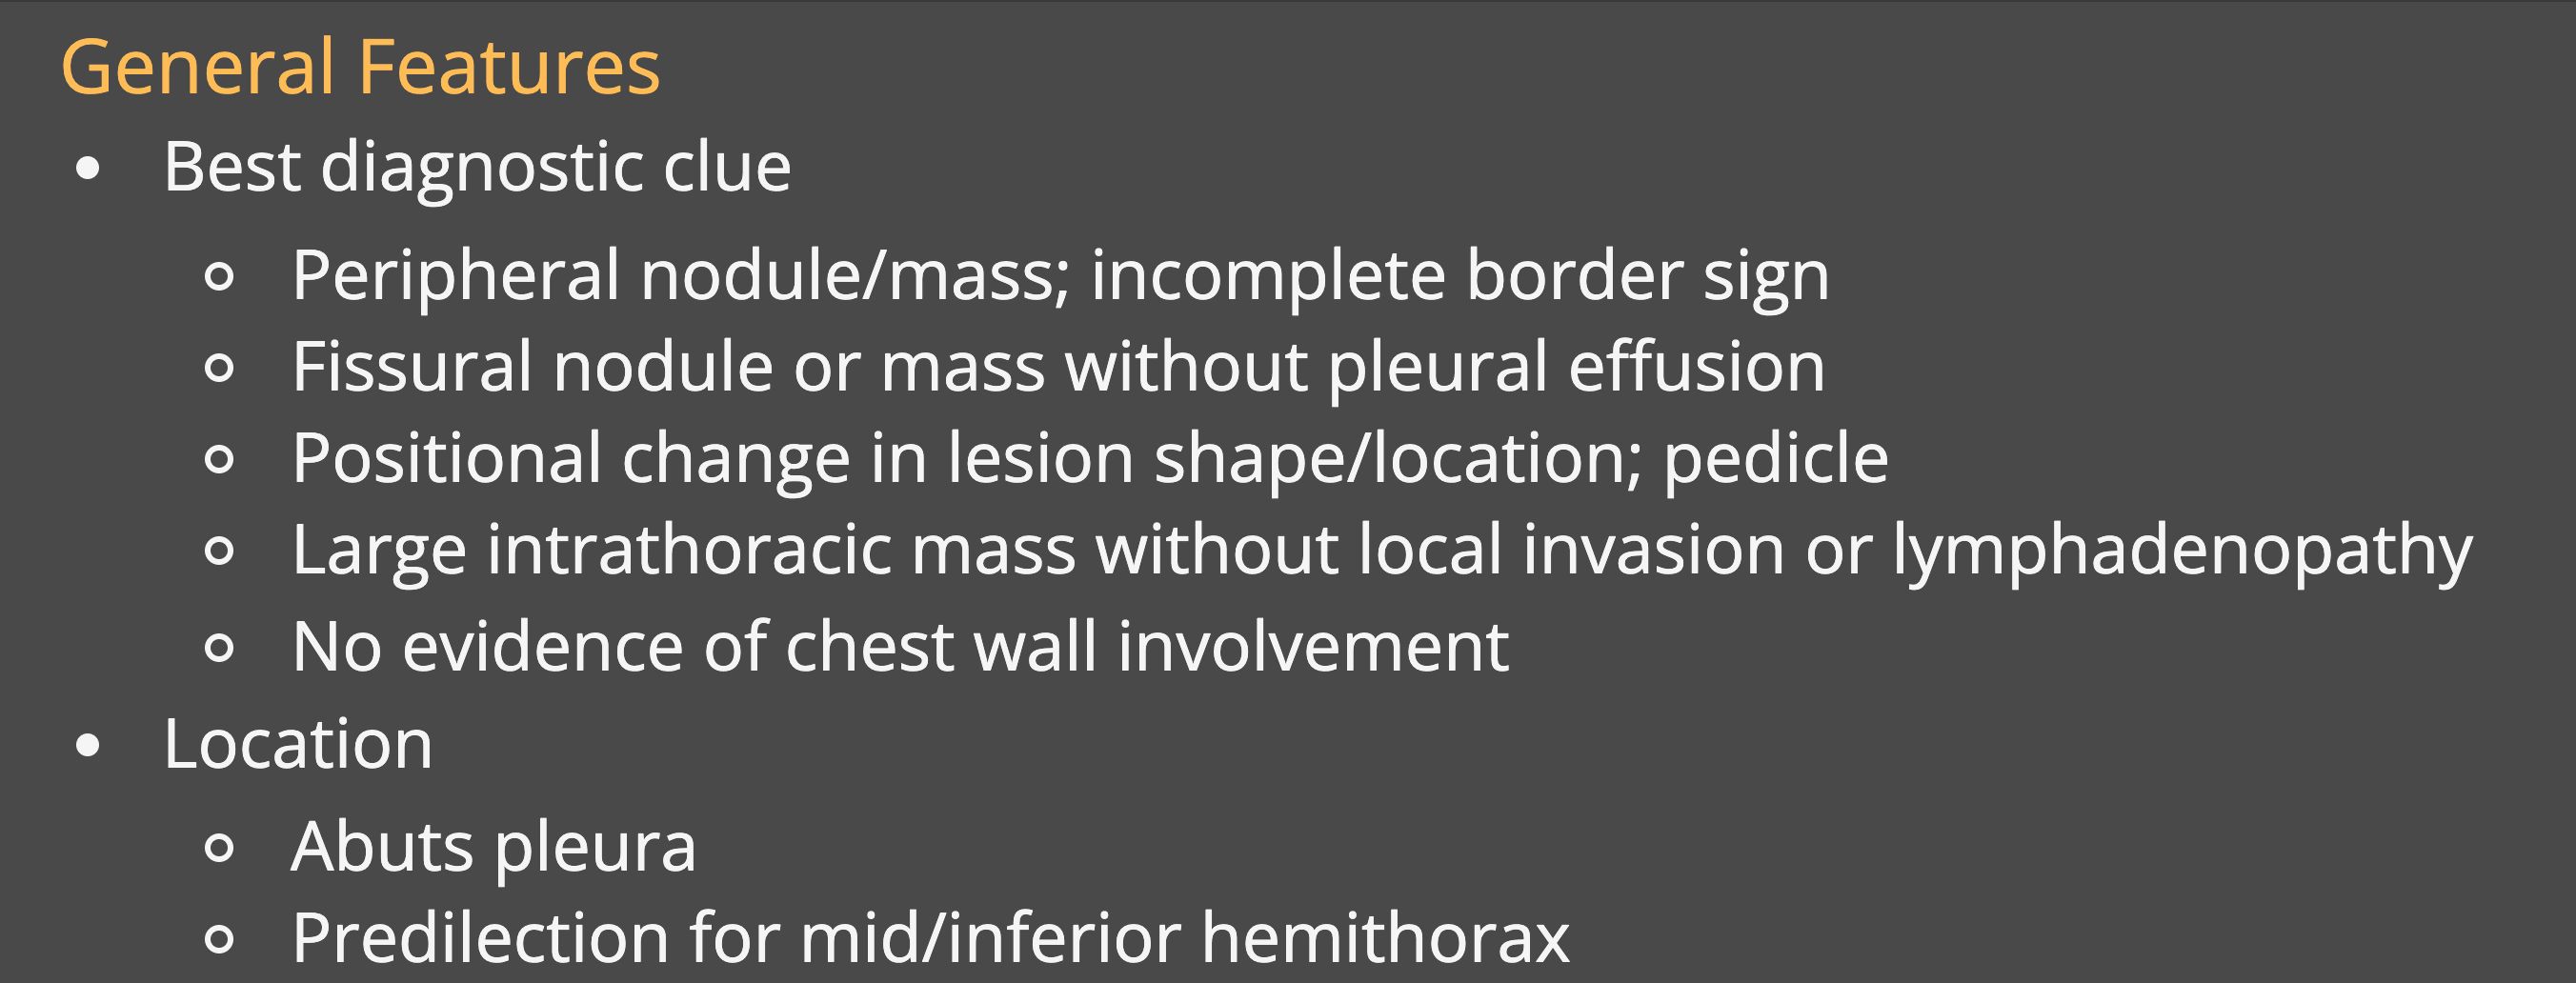 General Features
• Best diagnostic clue
○ Peripheral nodule/mass; incomplete border sign
○ Fissural nodule or mass without pleural effusion
○ Positional change in lesion shape/location; pedicle
○ Large intrathoracic mass without local invasion or lymphadenopathy
○ No evidence of chest wall involvement
• Location
○ Abuts pleura
○ Predilection for mid/inferior hemithorax